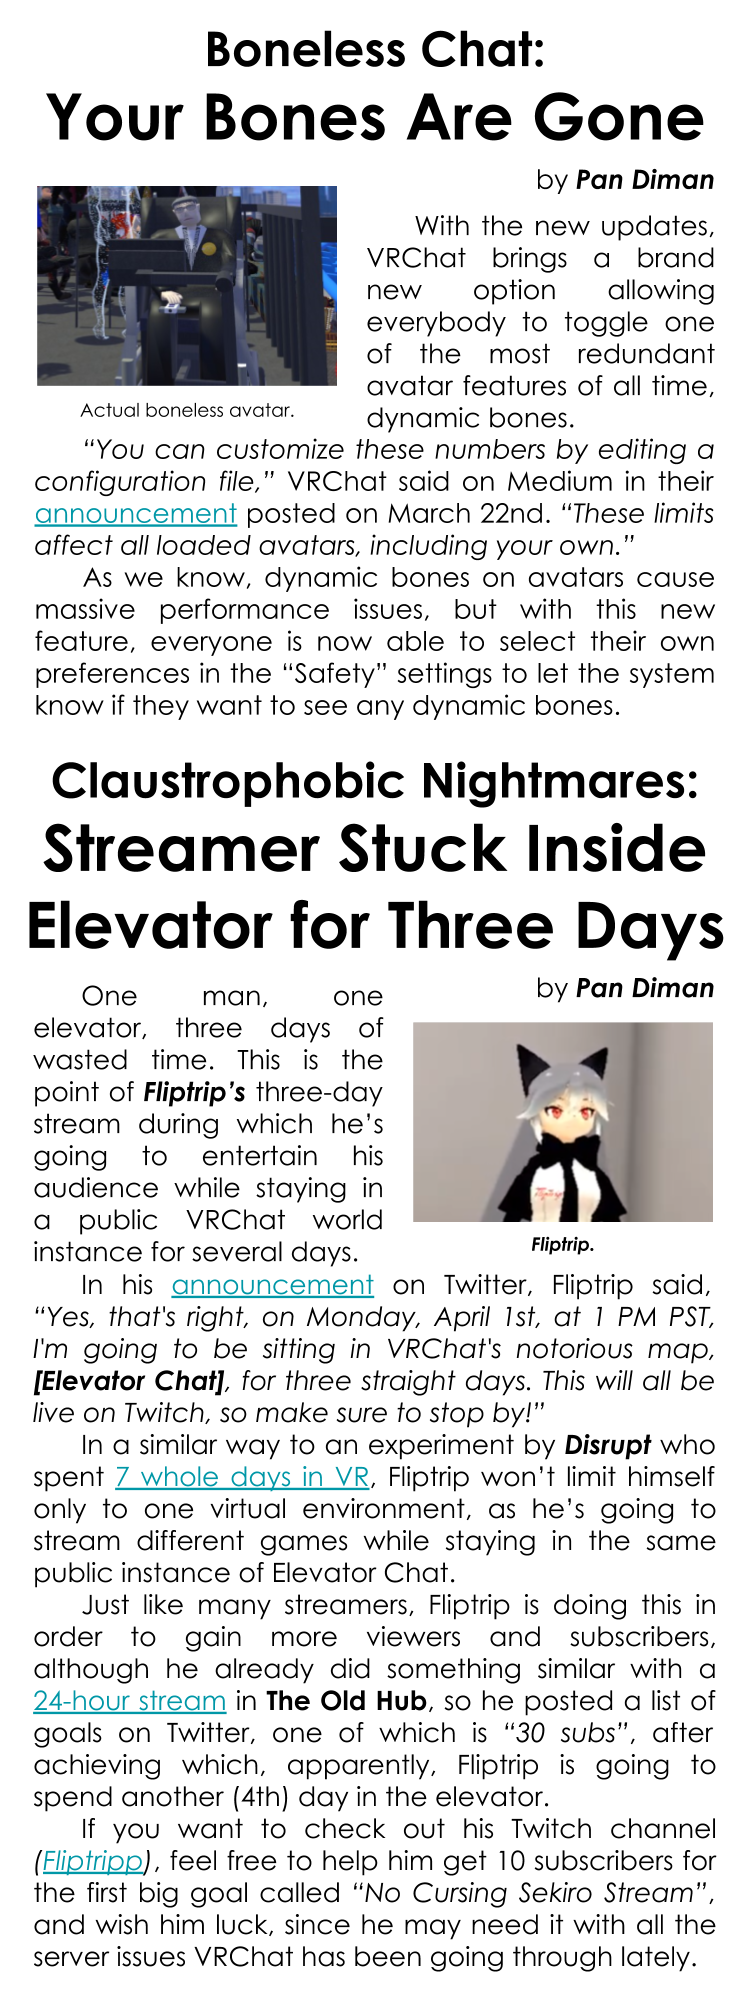 Boneless Chat:
Your Bones Are Gone
by Pan Diman
Actual boneless avatar.
With the new updates,
VRChat brings a brand
new option allowing
everybody to toggle one
of the most redundant
avatar features of all time,
dynamic bones.
“You can customize these numbers by editing a
configuration file,” VRChat said on Medium in their
announcement posted on March 22nd. “These limits
affect all loaded avatars, including your own.”
As we know, dynamic bones on avatars cause
massive performance issues, but with this new
feature, everyone is now able to select their own
preferences in the “Safety” settings to let the system
know if they want to see any dynamic bones.
Claustrophobic Nightmares:
Streamer Stuck Inside
Elevator for Three Days
by Pan Diman
One man, one
elevator, three days of
wasted time. This is the
point of Fliptrip’s three-day
stream during which he’s
going to entertain his
audience while staying in
a public VRChat world
instance for several days.
Fliptrip.
In his announcement on Twitter, Fliptrip said,
“Yes, that's right, on Monday, April 1st, at 1 PM PST,
I'm going to be sitting in VRChat's notorious map,
[Elevator Chat], for three straight days. This will all be
live on Twitch, so make sure to stop by!”
In a similar way to an experiment by Disrupt who
spent 7 whole days in VR, Fliptrip won’t limit himself
only to one virtual environment, as he’s going to
stream different games while staying in the same
public instance of Elevator Chat.
Just like many streamers, Fliptrip is doing this in
order to gain more viewers and subscribers,
although he already did something similar with a
24-hour stream in The Old Hub, so he posted a list of
goals on Twitter, one of which is “30 subs”, after
achieving which, apparently, Fliptrip is going to
spend another (4th) day in the elevator.
If you want to check out his Twitch channel
(Fliptripp), feel free to help him get 10 subscribers for
the first big goal called “No Cursing Sekiro Stream”,
and wish him luck, since he may need it with all the
server issues VRChat has been going through lately.